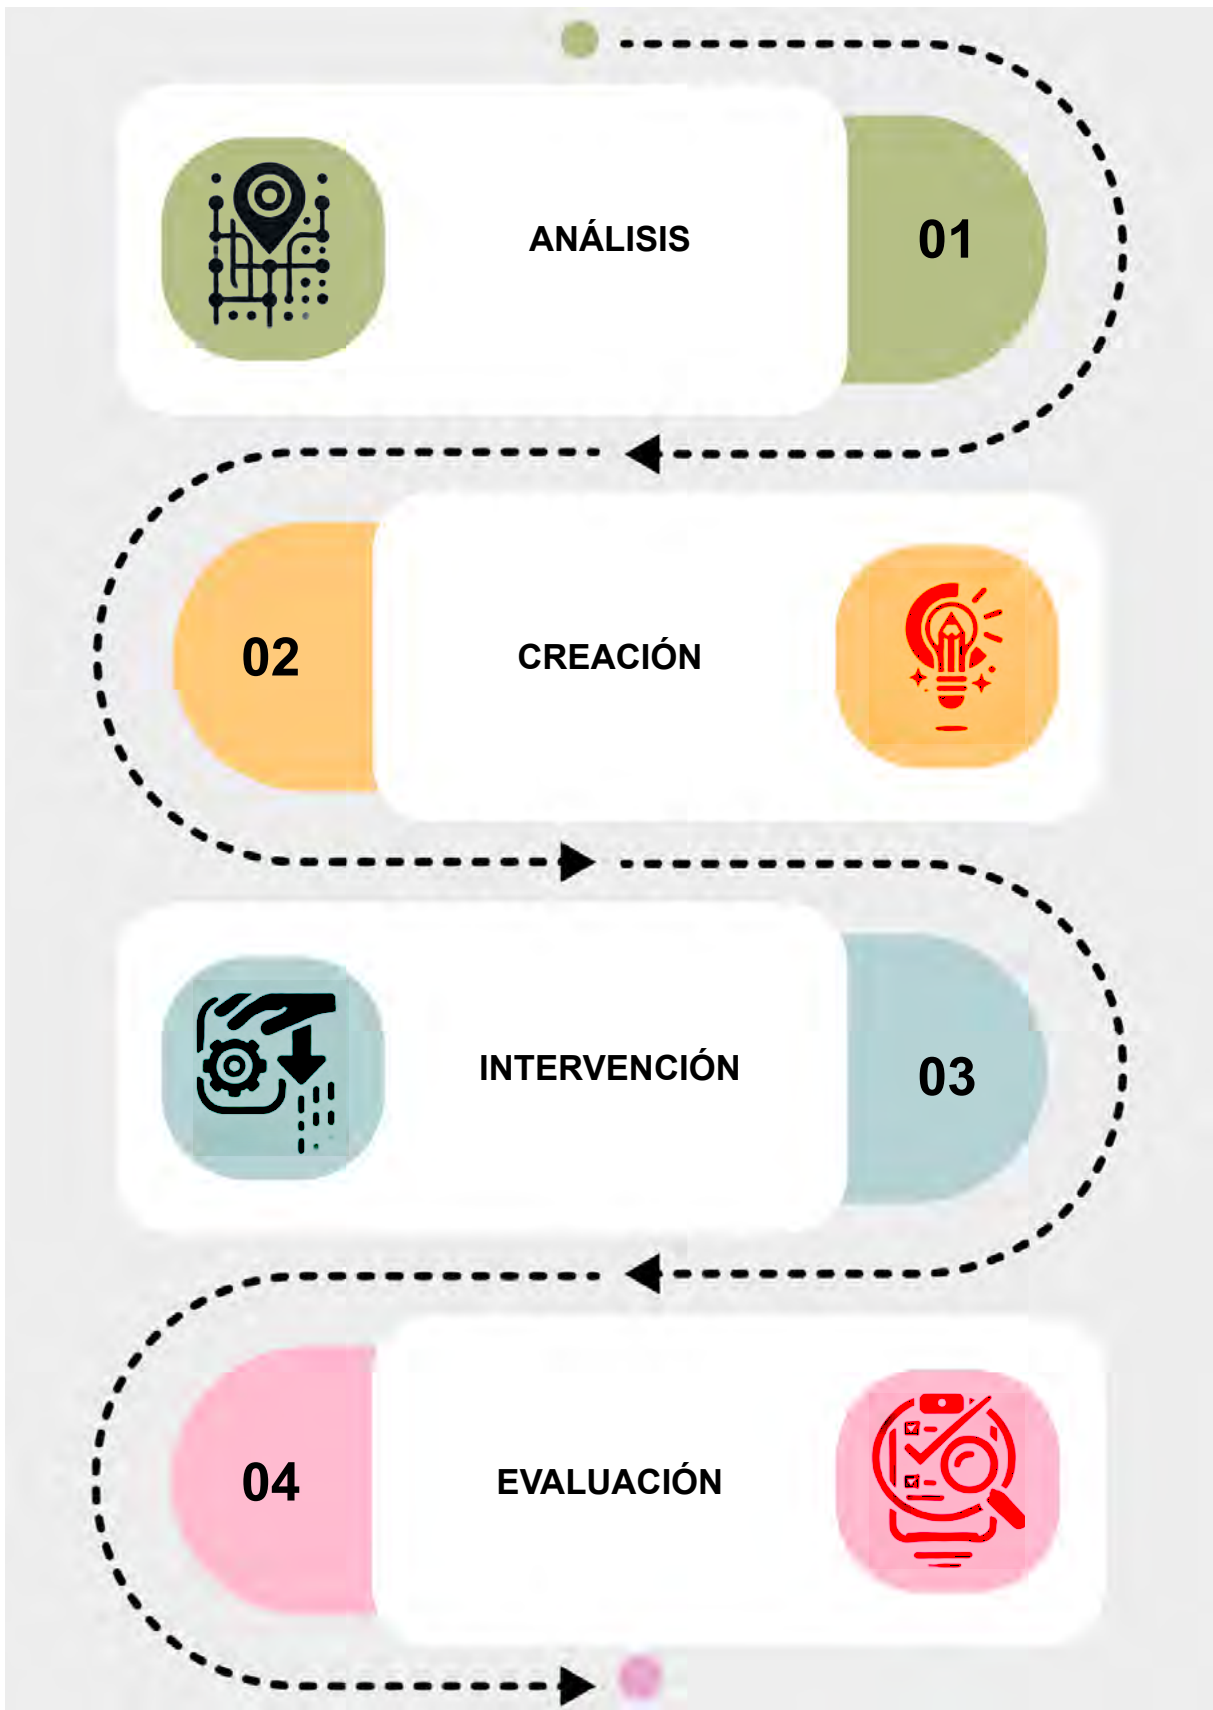 ANÁLISIS
01
02
CREACIÓN
INTERVENCIÓN
03
04
EVALUACIÓN